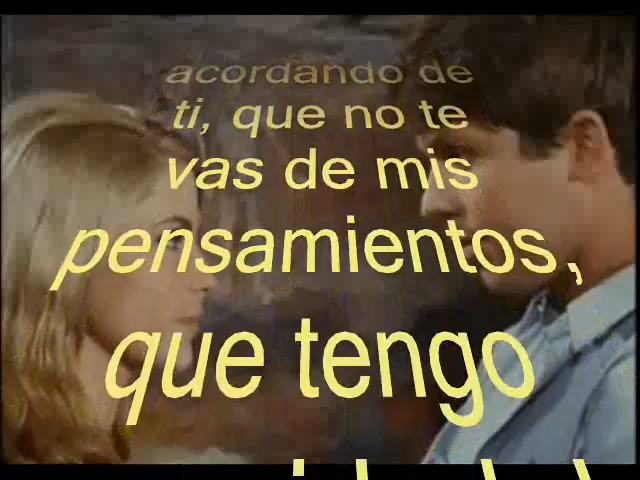 acordando de
ti, que no te
vas de mis
pensamientos,
que tengo